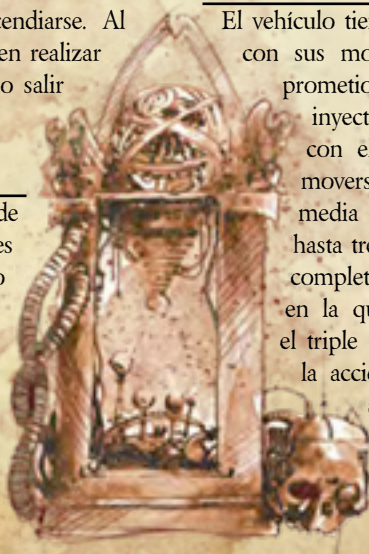 cendiarse. Al
en realizar
o salir
de
es
o
El vehículo tie
con sus mo
prometio
inyect
con e
movers
media
hasta tre
complet
en la qu
el triple
la acció